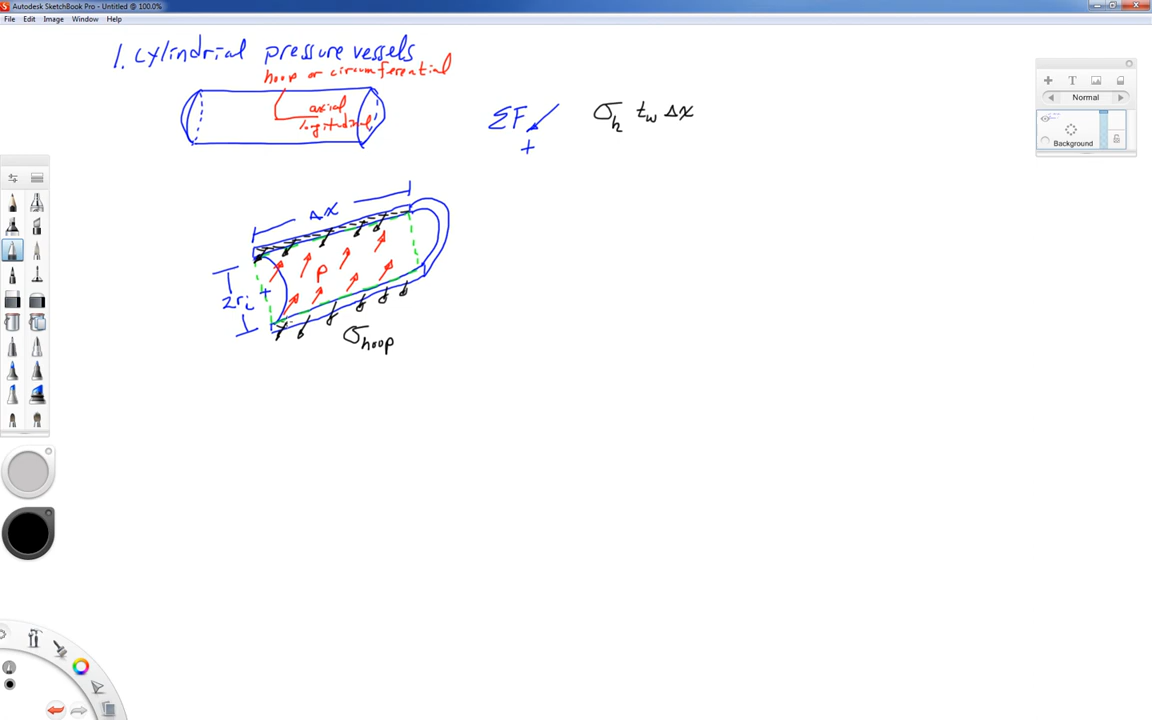 Autodesk SketchBook Pro - Untitled @ 100.0%
File Edit Image Window Help
1. Cylindrial pressure vessels
hoop or circumferential
axial
logitudinal
ΣF
+
σh tw Δx
Δx
P
2ri
σhoop
T
Normal
Background